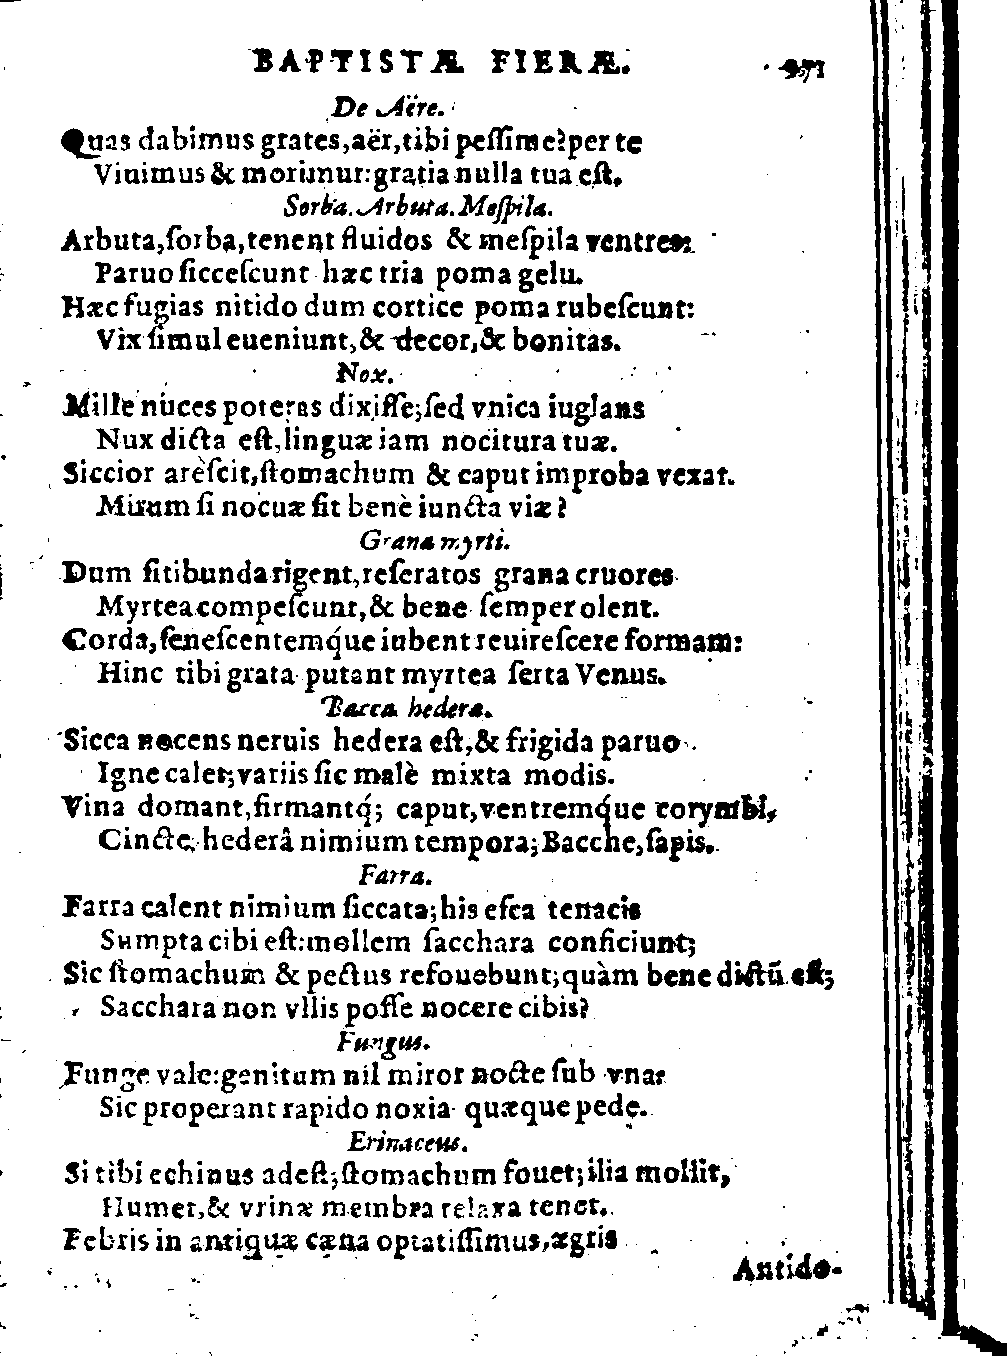 BAPTISTÆ FIERÆ. 971
De Aëre.
Quas dabimus grates, aër, tibi peſſime? per te
Viuimus & morimur: gratia nulla tua eſt.
Sorba. Arbuta. Meſpila.
Arbuta, ſorba, tenent fluidos & meſpila ventrem
Paruo ſicceſcunt hæc tria poma gelu.
Hæc fugias nitido dum cortice poma rubeſcunt:
Vix ſimul eueniunt, & decor, & bonitas.
Nox.
Mille nuces poteras dixiſſe; ſed vnica iuglans
Nux dicta eſt, linguæ iam nocitura tuæ.
Siccior arèſcit, ſtomachum & caput improba vexat.
Mirum ſi nocuæ ſit benè iuncta viæ?
Grana myrti.
Dum ſitibunda rigent, reſeratos grana cruores
Myrtea compeſcunt, & bene ſemper olent.
Corda, ſeneſcentemq́ue iubent reuireſcere formam:
Hinc tibi grata putant myrtea ſerta Venus.
Bacca hedera.
Sicca nocens neruis hedera eſt, & frigida paruo
Igne calet; variis ſic malè mixta modis.
Vina domant, firmantq́; caput, ventremq́ue corymbi,
Cincte, hederâ nimium tempora; Bacche, ſapis.
Farra.
Farra calent nimium ſiccata; his eſca tenacis
Sumpta cibi eſt: mollem ſacchara conficiunt;
Sic ſtomachum & pectus refouebunt; quàm bene dictũ eſt;
Sacchara non vllis poſſe nocere cibis?
Fungus.
Funge vale: genitum nil miror nocte ſub vna:
Sic properant rapido noxia quæque pede.
Erinaceus.
Si tibi echinus adeſt; ſtomachum fouet; ilia mollit,
Humet, & vrinæ membra relaxa tenet.
Febris in antiquæ cæna optatiſſimus, ægris
Antido-